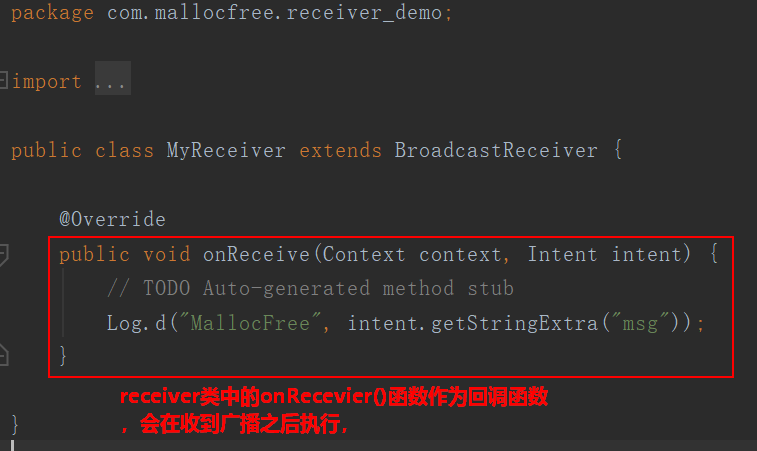 package com.mallocfree.receiver_demo;
import ...
public class MyReceiver extends BroadcastReceiver {
@Override
public void onReceive(Context context, Intent intent) {
// TODO Auto-generated method stub
Log.d("MallocFree", intent.getStringExtra("msg"));
}
receiver类中的onRecevier()函数作为回调函数
，会在收到广播之后执行，
}